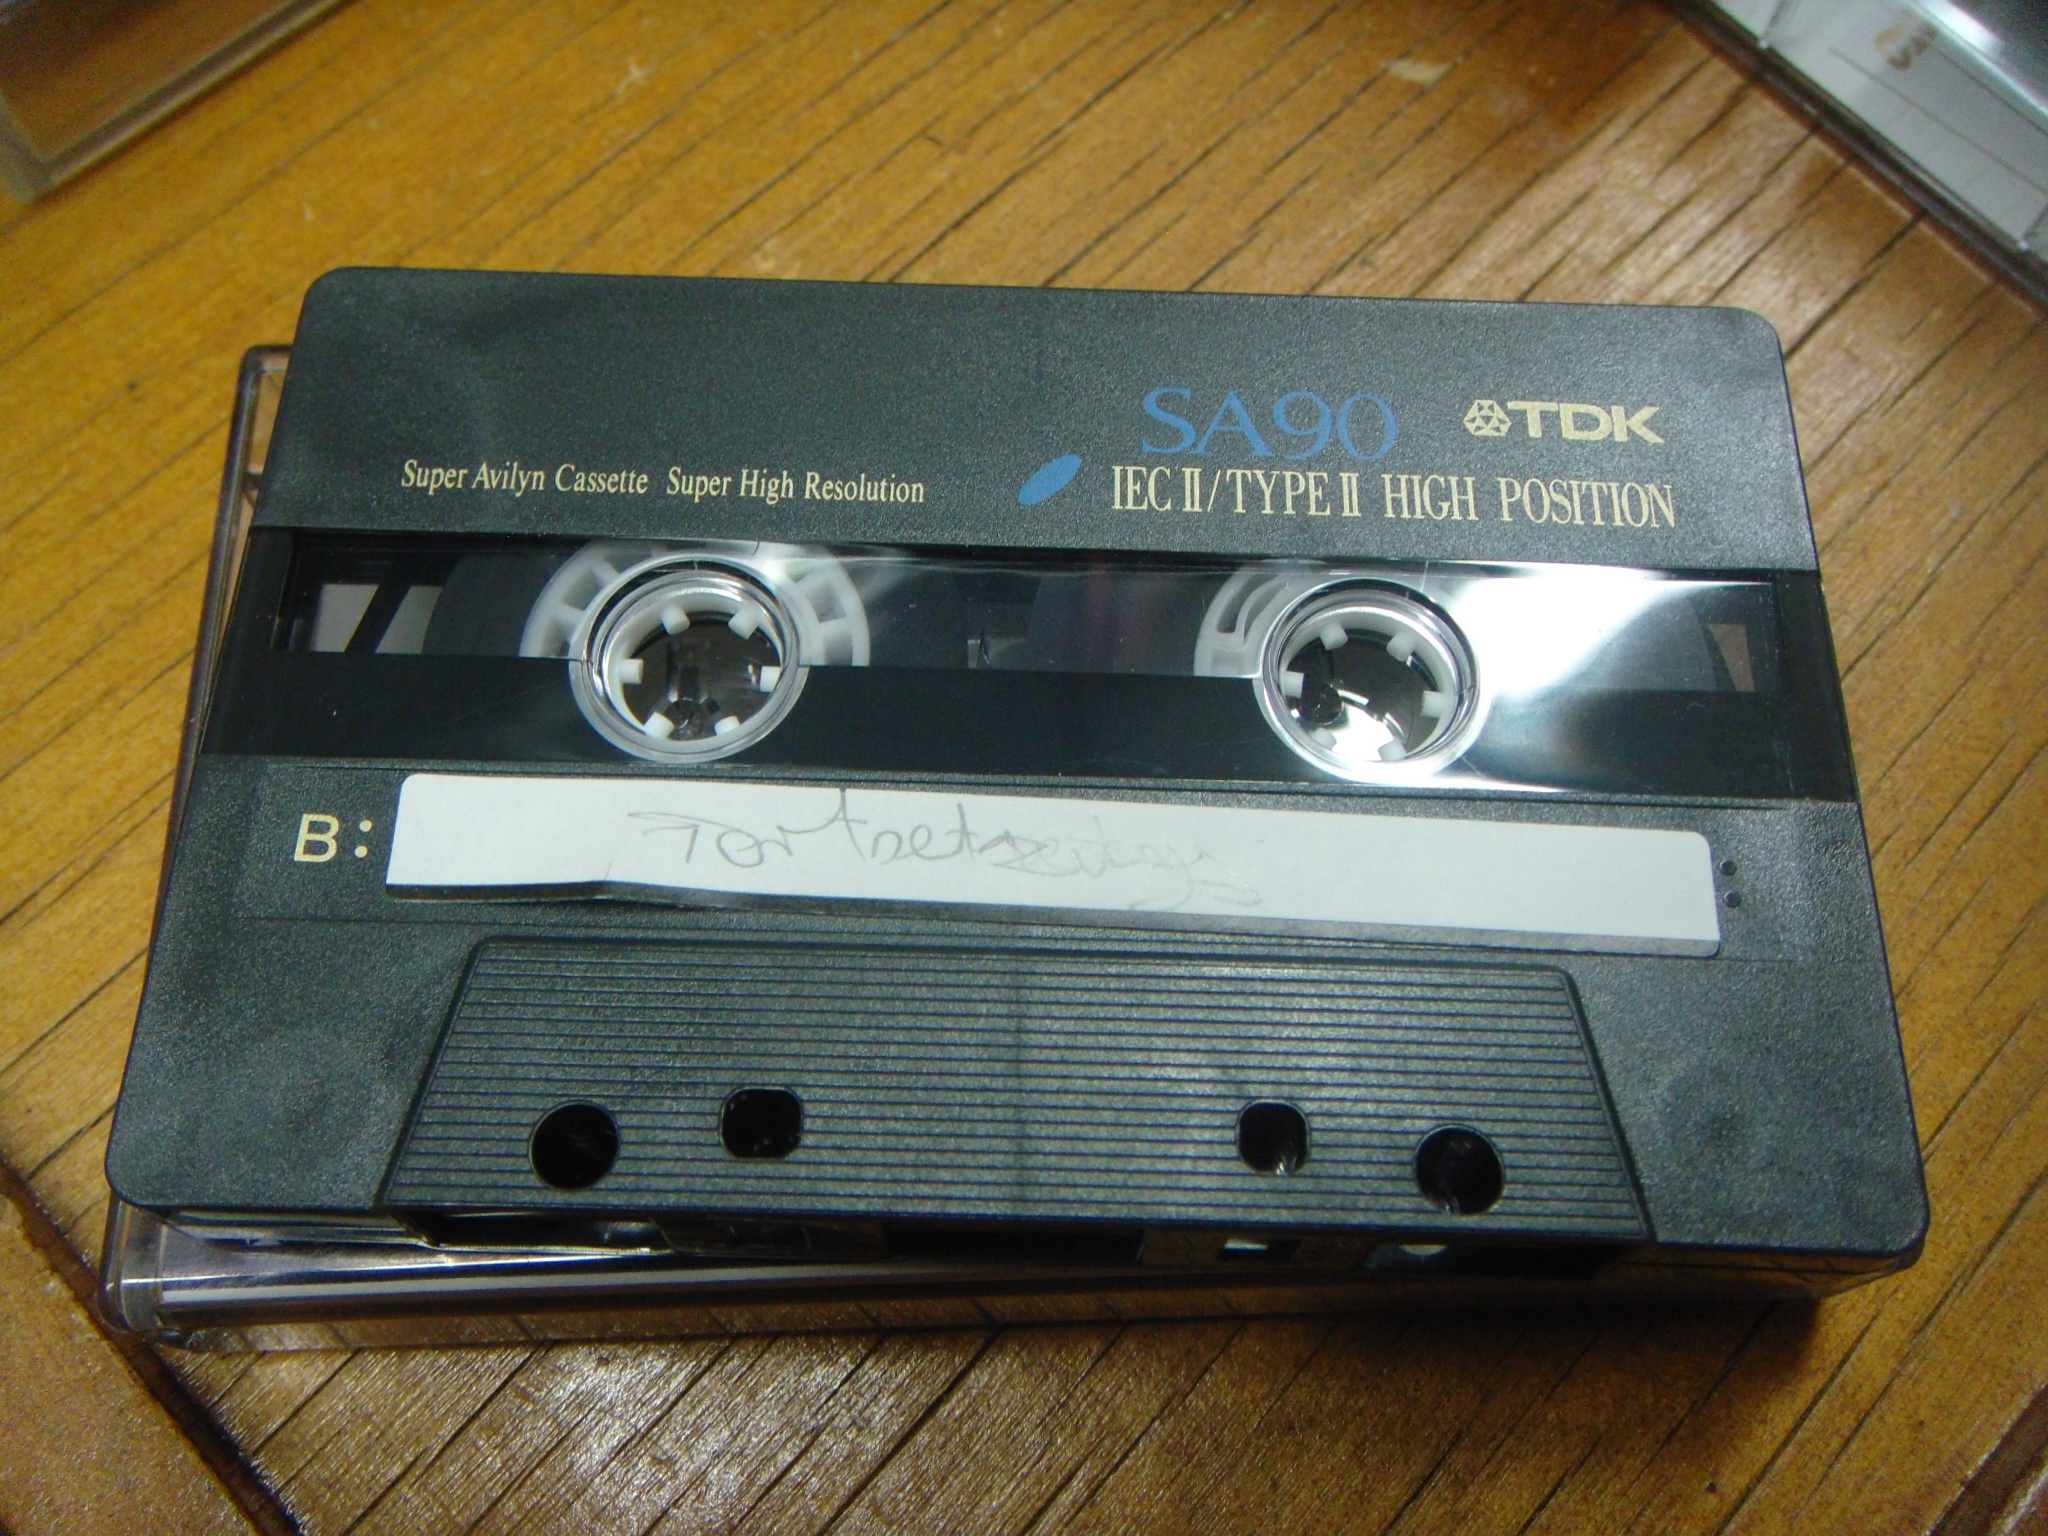 SA90 TDK
Super Avilyn Cassette Super High Resolution
IEC II/TYPE II HIGH POSITION
B: